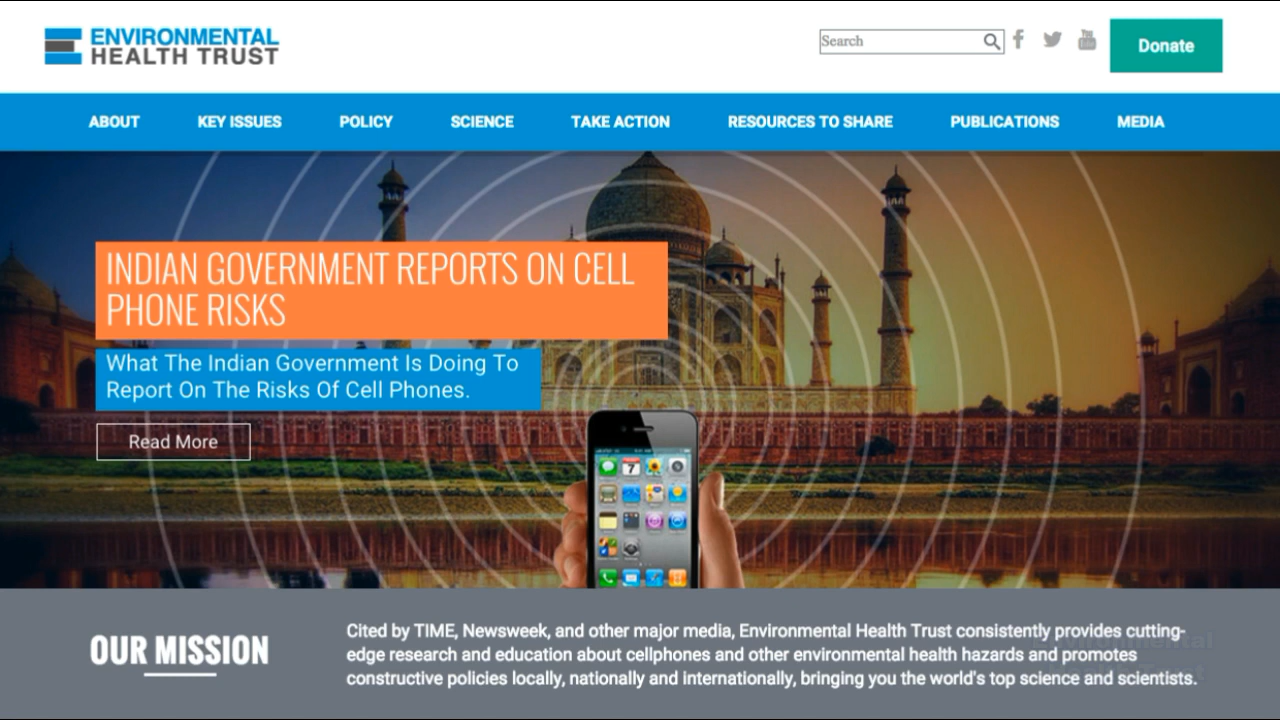 ENVIRONMENTAL
HEALTH TRUST
Search
You
Tube
Donate
ABOUT
KEY ISSUES
POLICY
SCIENCE
TAKE ACTION
RESOURCES TO SHARE
PUBLICATIONS
MEDIA
INDIAN GOVERNMENT REPORTS ON CELL
PHONE RISKS
What The Indian Government Is Doing To
Report On The Risks Of Cell Phones.
Read More
7
OUR MISSION
Cited by TIME, Newsweek, and other major media, Environmental Health Trust consistently provides cutting-
edge research and education about cellphones and other environmental health hazards and promotes
constructive policies locally, nationally and internationally, bringing you the world's top science and scientists.